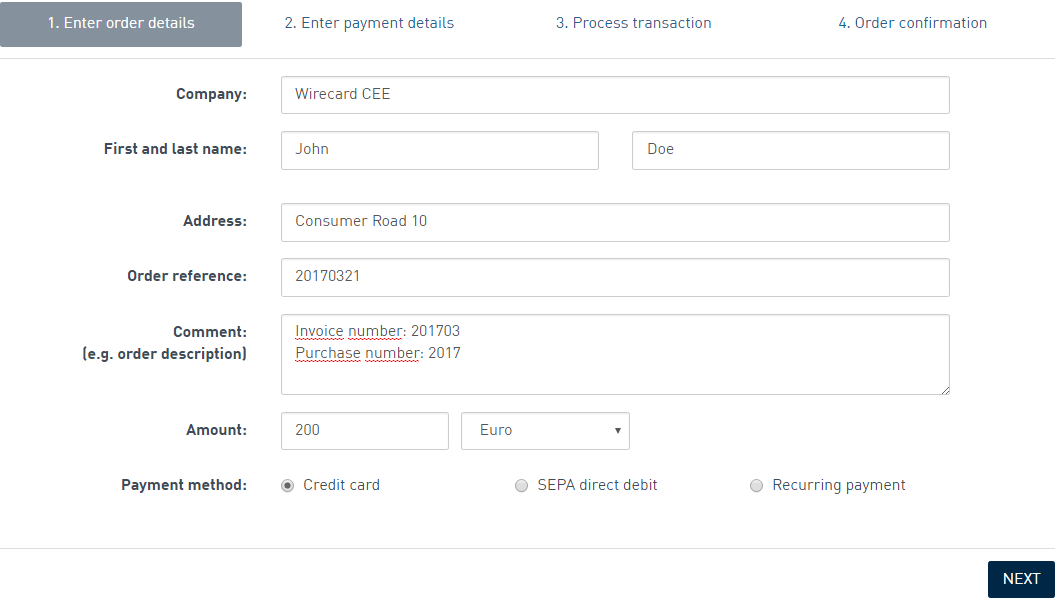 1. Enter order details 2. Enter payment details 3. Process transaction 4. Order confirmation
Company: Wirecard CEE
First and last name: John Doe
Address: Consumer Road 10
Order reference: 20170321
Comment: Invoice number: 201703
(e.g. order description) Purchase number: 2017
Amount: 200 Euro
Payment method: Credit card SEPA direct debit Recurring payment
NEXT